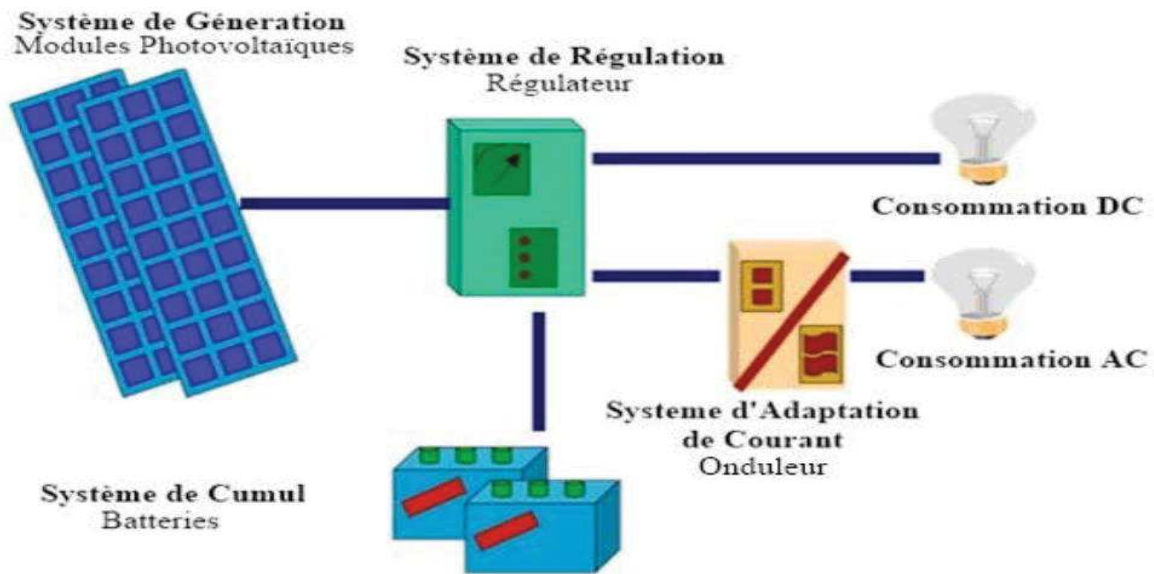 Système de Géneration
Modules Photovoltaïques
Système de Régulation
Régulateur
Consommation DC
Consommation AC
Systeme d'Adaptation
de Courant
Onduleur
Système de Cumul
Batteries